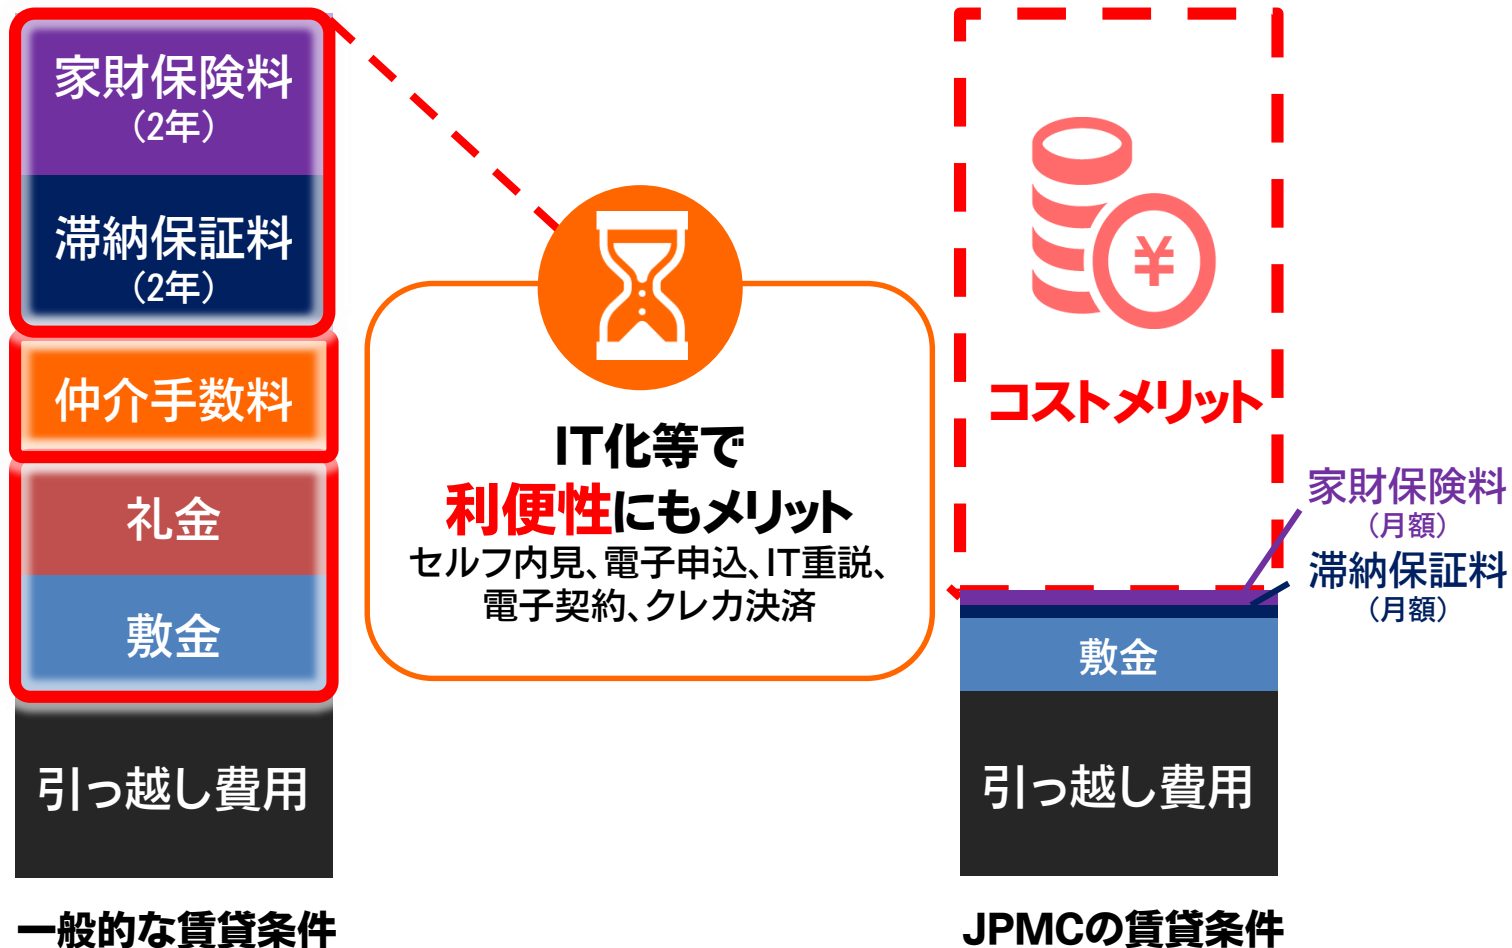 家財保険料
（2年）
滞納保証料
（2年）
仲介手数料
礼金
敷金
引っ越し費用
一般的な賃貸条件
IT化等で
利便性にもメリット
セルフ内見、電子申込、IT重説、
電子契約、クレカ決済
¥
コストメリット
家財保険料
（月額）
滞納保証料
（月額）
敷金
引っ越し費用
JPMCの賃貸条件